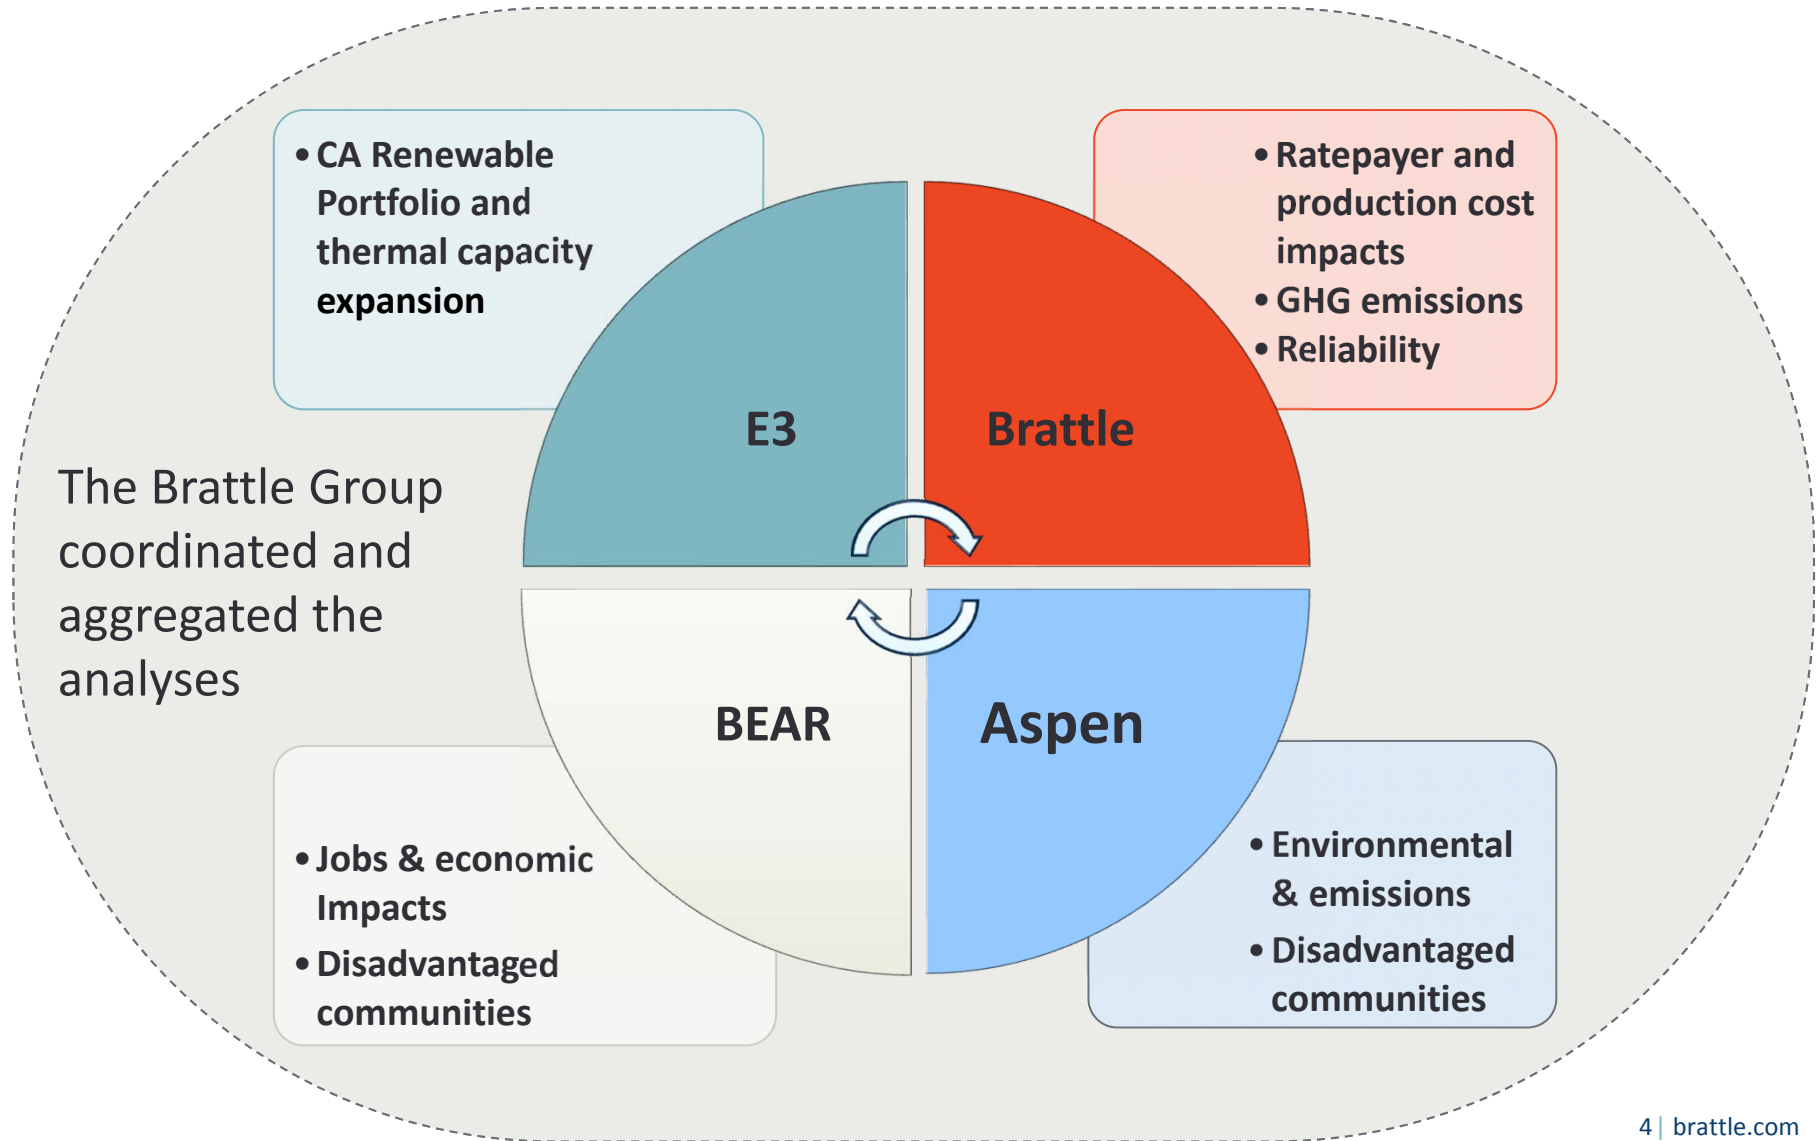 • CA Renewable
Portfolio and
thermal capacity
expansion
• Ratepayer and
production cost
impacts
• GHG emissions
• Reliability
E3
Brattle
The Brattle Group
coordinated and
aggregated the
analyses
BEAR
Aspen
• Jobs & economic
Impacts
• Disadvantaged
communities
• Environmental
& emissions
• Disadvantaged
communities
4| brattle.com